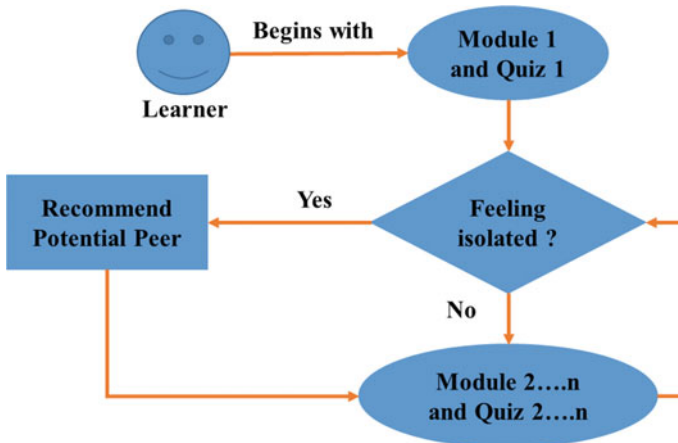 Begins with
Learner
Module 1
and Quiz 1
Feeling
isolated ?
Yes
Recommend
Potential Peer
No
Module 2….n
and Quiz 2….n